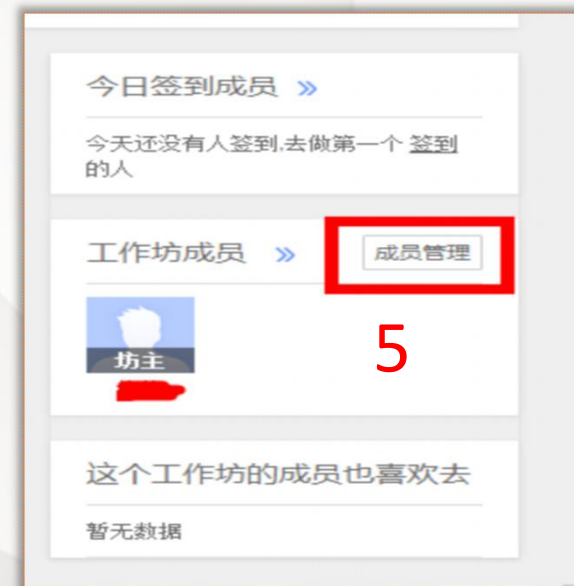 今日签到成员 »
今天还没有人签到,去做第一个 签到
的人
工作坊成员 » 成员管理
坊主
5
这个工作坊的成员也喜欢去
暂无数据